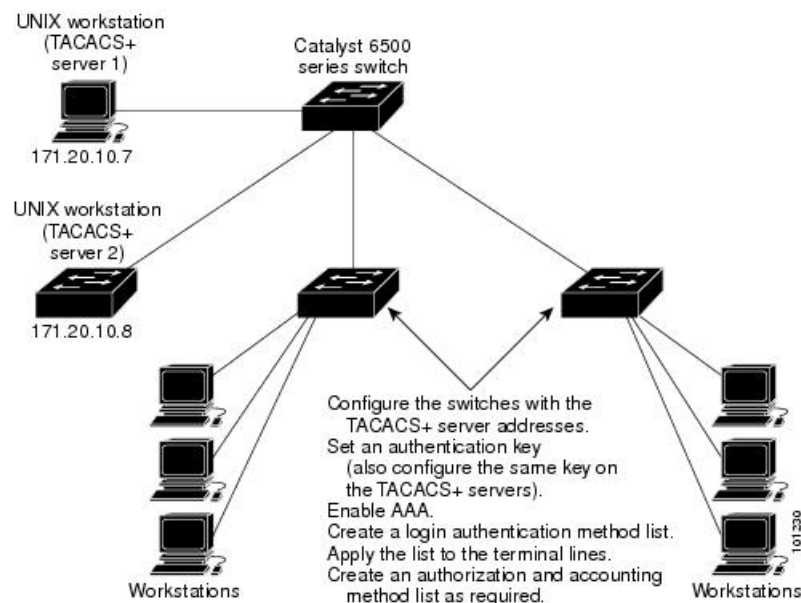 UNIX workstation
(TACACS+
server 1)
Catalyst 6500
series switch
171.20.10.7
UNIX workstation
(TACACS+
server 2)
171.20.10.8
Configure the switches with the
TACACS+ server addresses.
Set an authentication key
(also configure the same key on
the TACACS+ servers).
Enable AAA.
Create a login authentication method list.
Apply the list to the terminal lines.
Create an authorization and accounting
method list as required.
Workstations
Workstations
101230